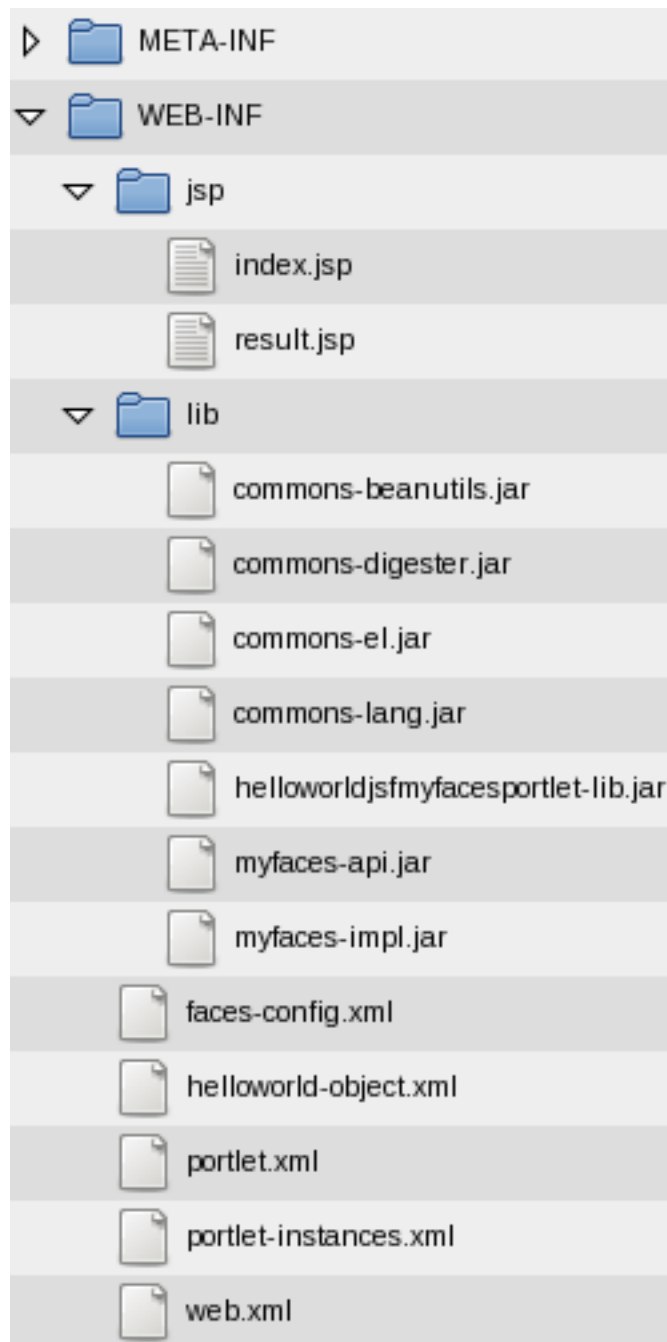 META-INF
WEB-INF
jsp
index.jsp
result.jsp
lib
commons-beanutils.jar
commons-digester.jar
commons-el.jar
commons-lang.jar
helloworldjsfmyfacesportlet-lib.jar
myfaces-api.jar
myfaces-impl.jar
faces-config.xml
helloworld-object.xml
portlet.xml
portlet-instances.xml
web.xml